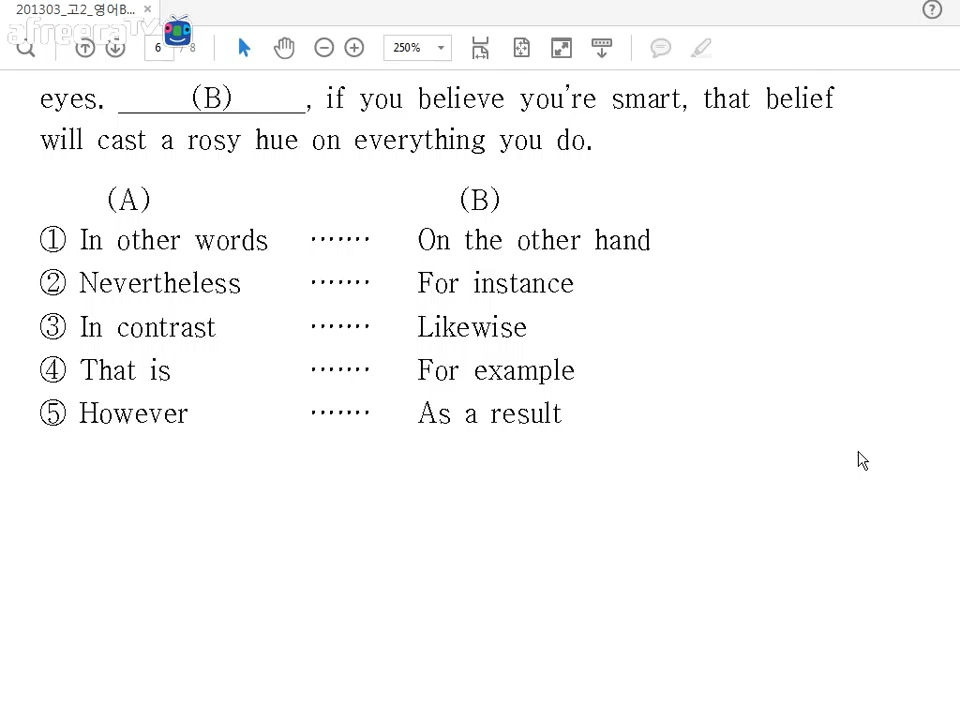 201303_고2_영어B... ×
afreecaTV
6 / 8
250%
eyes. (B) , if you believe you're smart, that belief
will cast a rosy hue on everything you do.
(A) (B)
① In other words ······· On the other hand
② Nevertheless ······· For instance
③ In contrast ······· Likewise
④ That is ······· For example
⑤ However ······· As a result